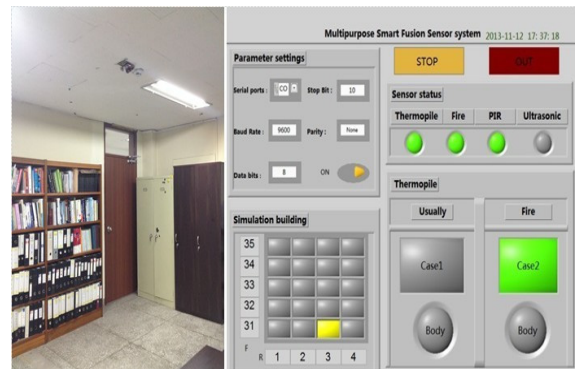 Multipurpose Smart Fusion Sensor system 2013-11-12 17:37:18
Parameter settings
Serial ports : CO Stop Bit : 10
Baud Rate : 9600 Parity : None
Data bits : 8 ON
STOP OUT
Sensor status
Thermopile Fire PIR Ultrasonic
Thermopile
Usually Fire
Case1 Case2
Body Body
Simulation building
35
34
33
32
31
F
R 1 2 3 4